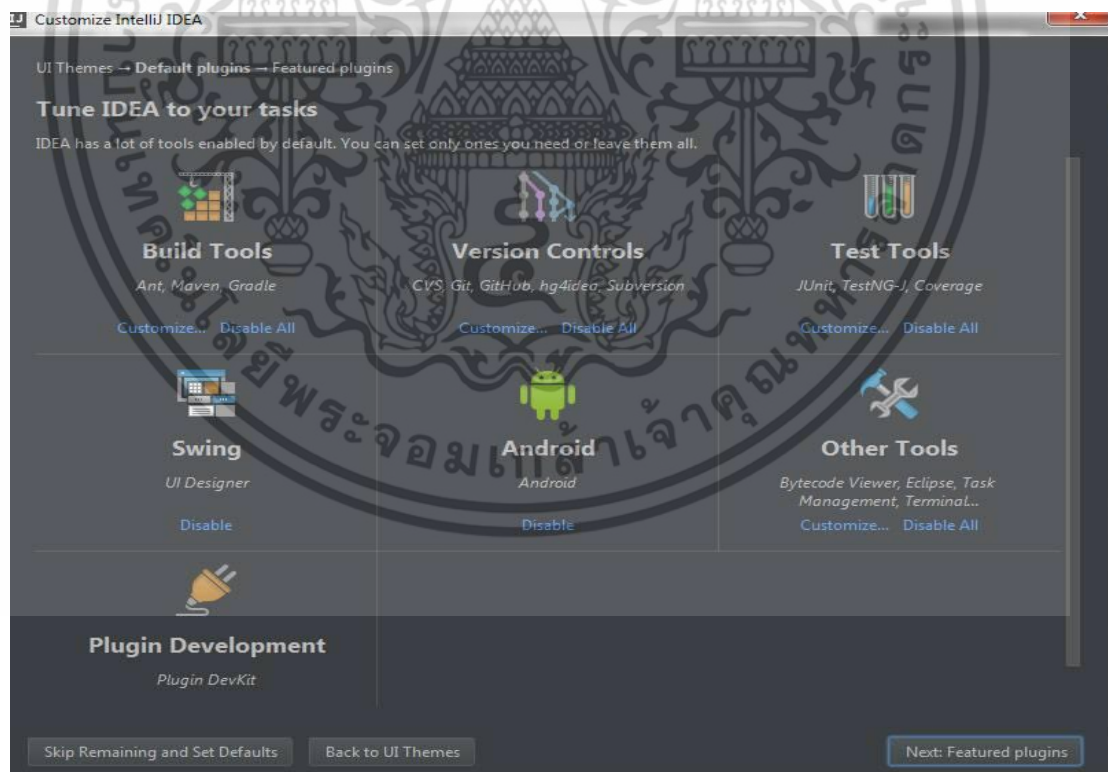 Customize IntelliJ IDEA
UI Themes → Default plugins → Featured plugins
Tune IDEA to your tasks
IDEA has a lot of tools enabled by default. You can set only ones you need or leave them all.
Build Tools
Ant, Maven, Gradle
Customize... Disable All
Version Controls
CVS, Git, GitHub, hg4idea, Subversion
Customize... Disable All
Test Tools
JUnit, TestNG-J, Coverage
Customize... Disable All
Swing
UI Designer
Disable
Android
Android
Disable
Other Tools
Bytecode Viewer, Eclipse, Task
Management, Terminal...
Customize... Disable All
Plugin Development
Plugin DevKit
Skip Remaining and Set Defaults
Back to UI Themes
Next: Featured plugins